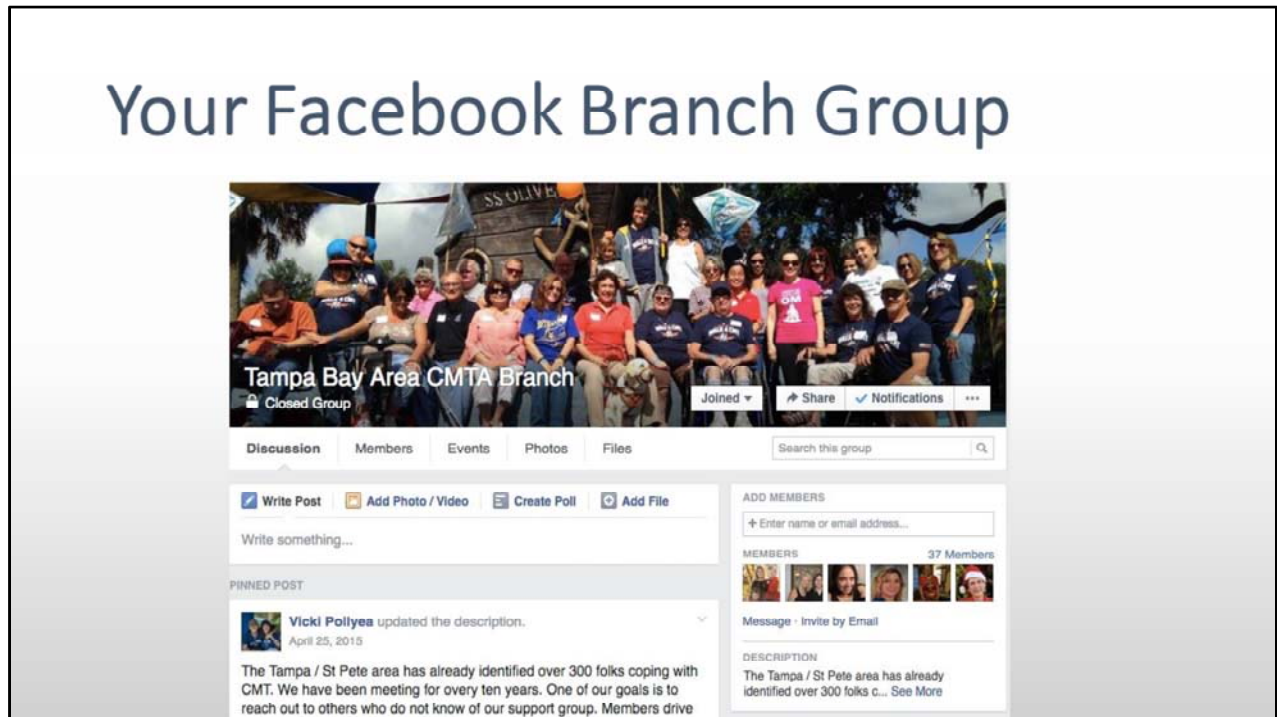 Your Facebook Branch Group
SS OLIVE
Tampa Bay Area CMTA Branch
Closed Group
Joined
Share
Notifications
Discussion
Members
Events
Photos
Files
Search this group
Write Post
Add Photo / Video
Create Poll
Add File
Write something...
PINNED POST
Vicki Pollyea updated the description.
April 25, 2015
The Tampa / St Pete area has already identified over 300 folks coping with
CMT. We have been meeting for overy ten years. One of our goals is to
reach out to others who do not know of our support group. Members drive
ADD MEMBERS
+ Enter name or email address...
MEMBERS
37 Members
Message · Invite by Email
DESCRIPTION
The Tampa / St Pete area has already
identified over 300 folks c... See More